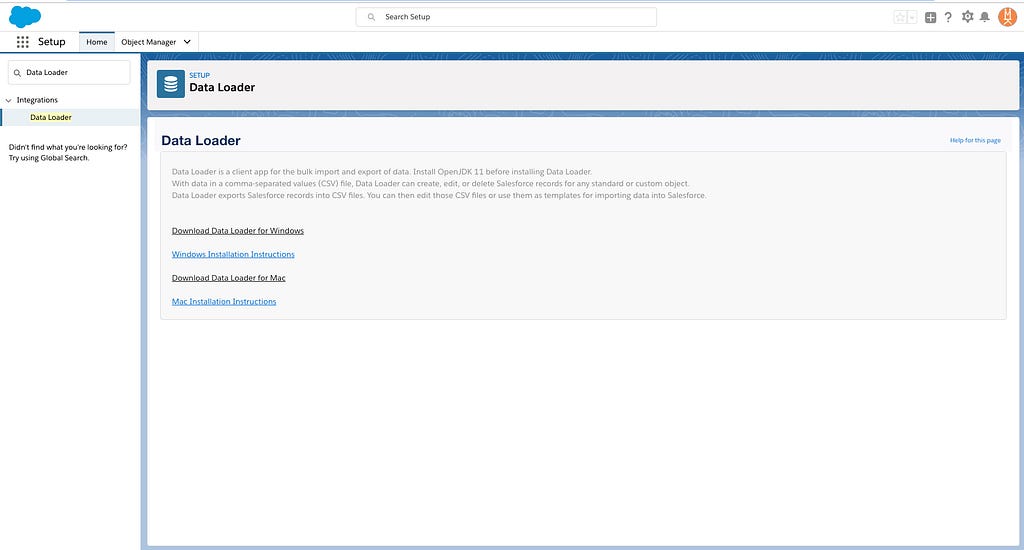 Search Setup
Setup
Home
Object Manager
Data Loader
Integrations
Data Loader
Didn't find what you're looking for?
Try using Global Search.
SETUP
Data Loader
Data Loader
Help for this page
Data Loader is a client app for the bulk import and export of data. Install OpenJDK 11 before installing Data Loader.
With data in a comma-separated values (CSV) file, Data Loader can create, edit, or delete Salesforce records for any standard or custom object.
Data Loader exports Salesforce records into CSV files. You can then edit those CSV files or use them as templates for importing data into Salesforce.
Download Data Loader for Windows
Windows Installation Instructions
Download Data Loader for Mac
Mac Installation Instructions